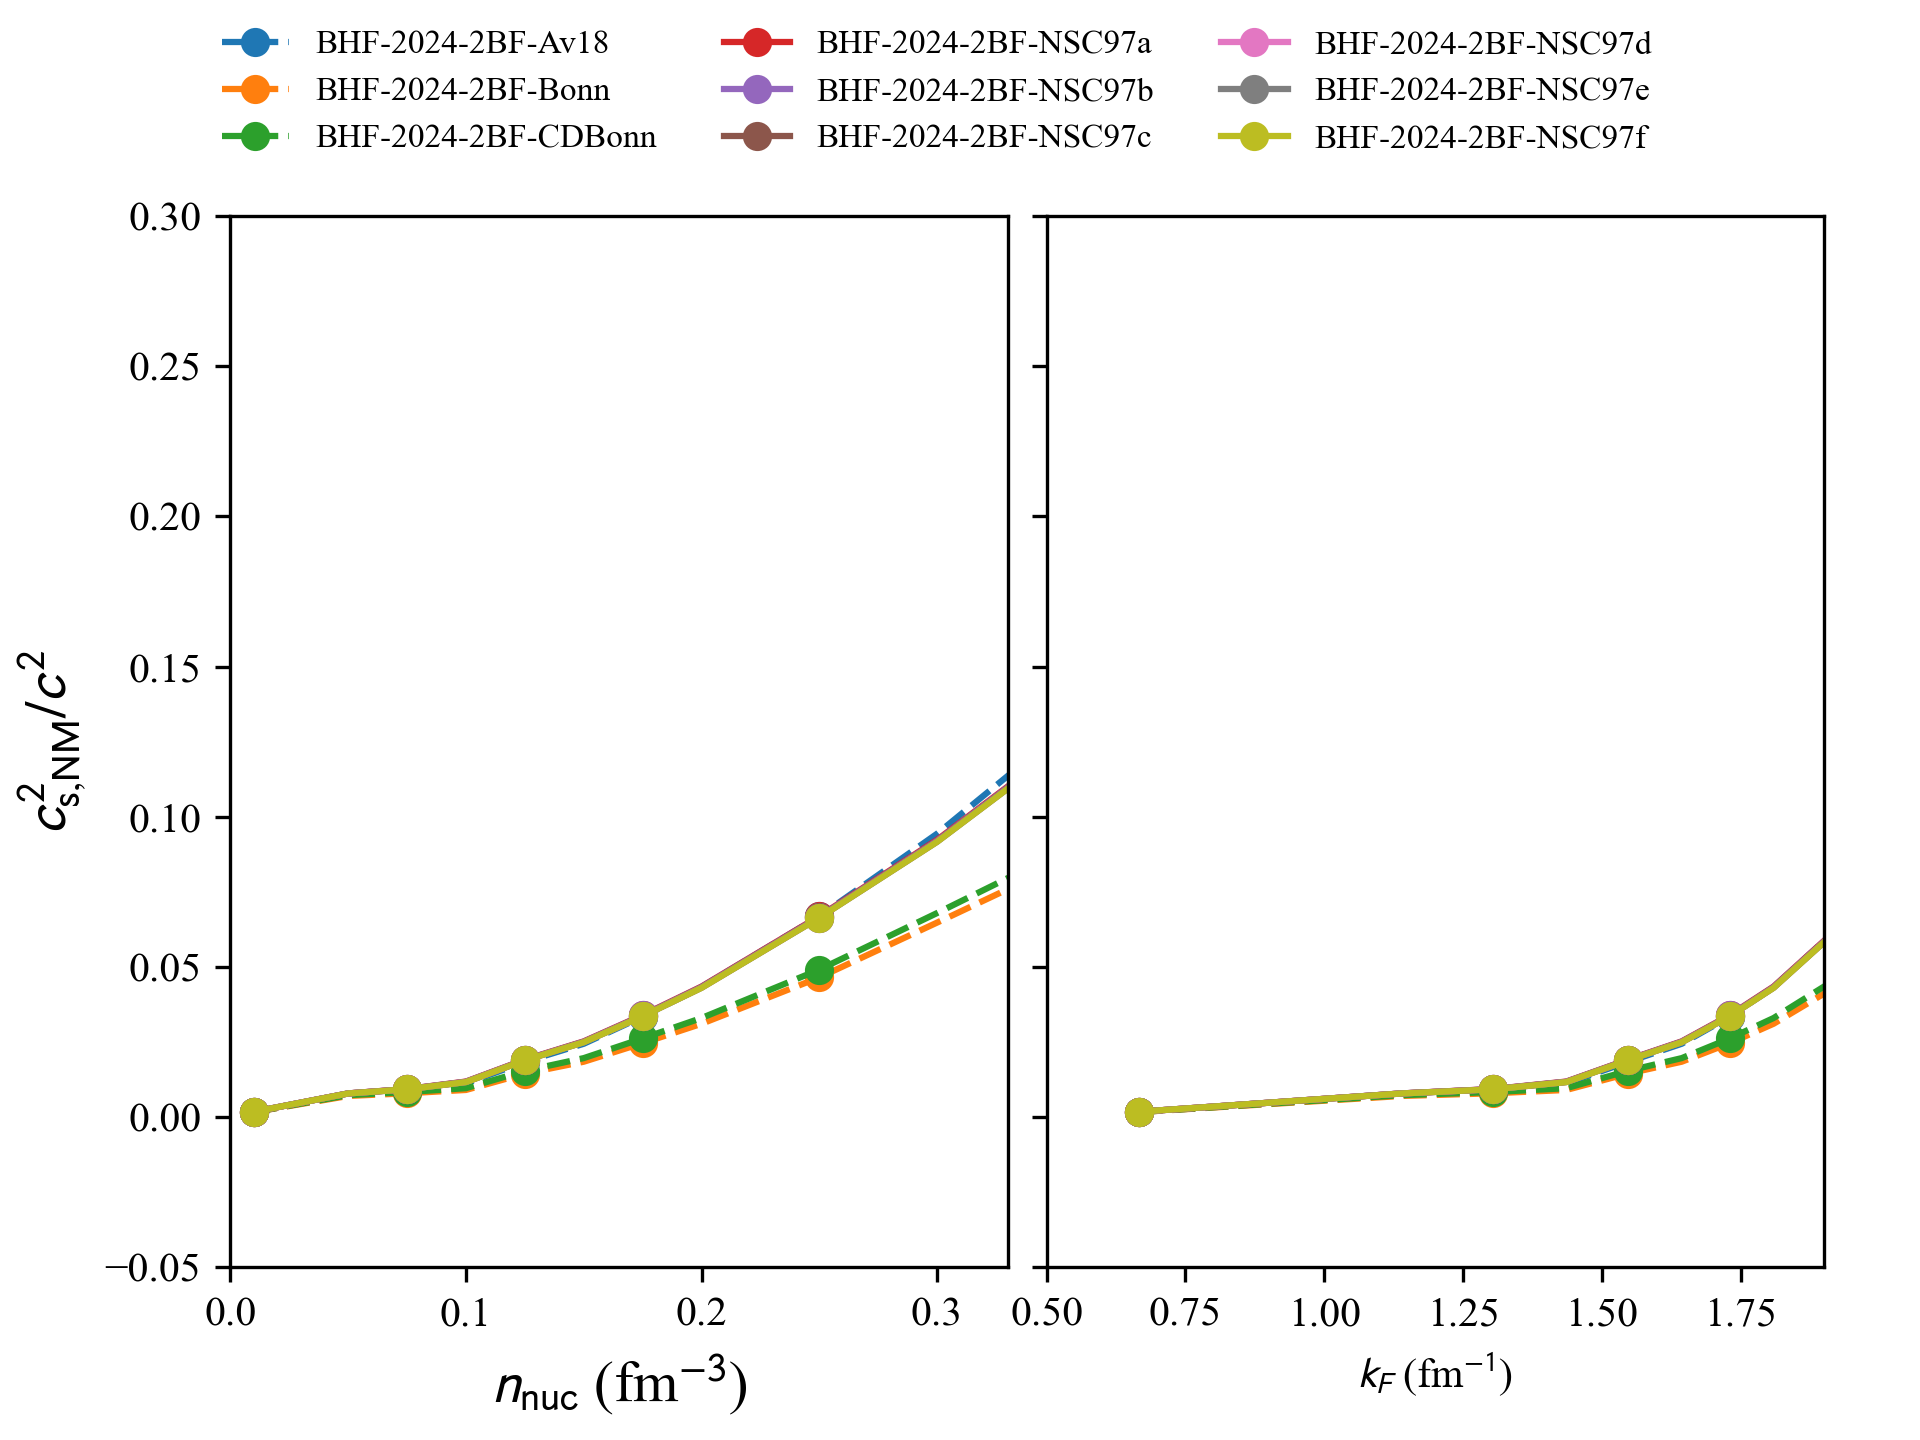 BHF-2024-2BF-Av18
BHF-2024-2BF-Bonn
BHF-2024-2BF-CDBonn
BHF-2024-2BF-NSC97a
BHF-2024-2BF-NSC97b
BHF-2024-2BF-NSC97c
BHF-2024-2BF-NSC97d
BHF-2024-2BF-NSC97e
BHF-2024-2BF-NSC97f
c²s,NM/c²
0.30
0.25
0.20
0.15
0.10
0.05
0.00
−0.05
0.0 0.1 0.2 0.3
n nuc (fm⁻³)
0.50 0.75 1.00 1.25 1.50 1.75
kF (fm⁻¹)